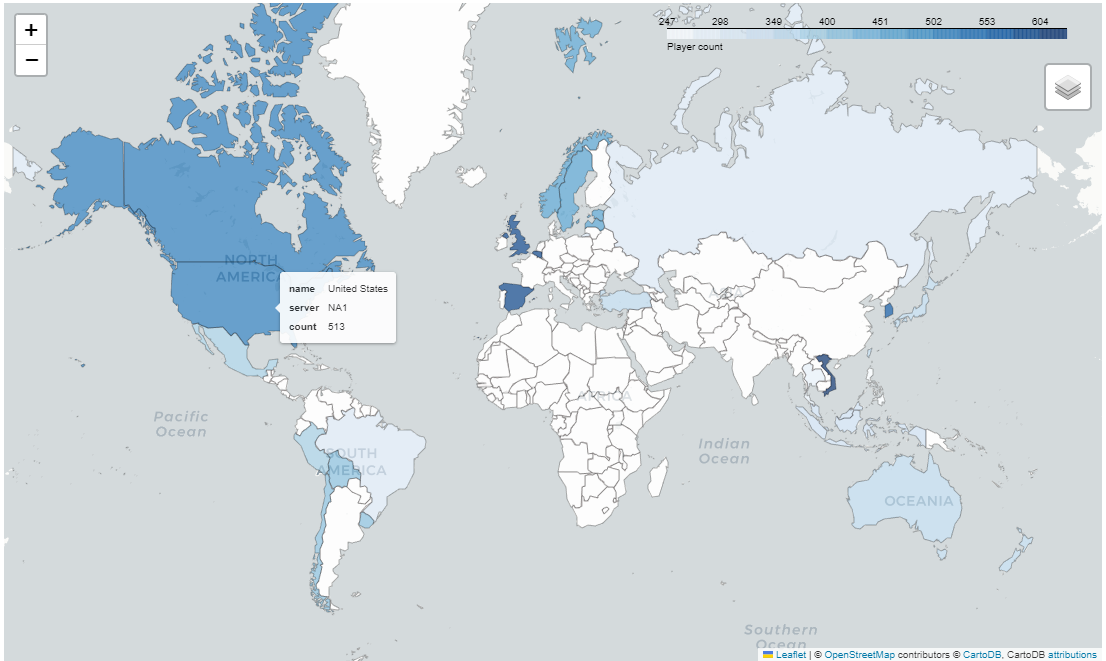 +
−
247 298 349 400 451 502 553 604
Player count
NORTH
AMERIC
name United States
server NA1
count 513
AFRICA
Pacific
Ocean
SOUTH
AMERICA
Indian
Ocean
OCEANIA
Southern
Ocean
Leaflet | © OpenStreetMap contributors © CartoDB, CartoDB attributions